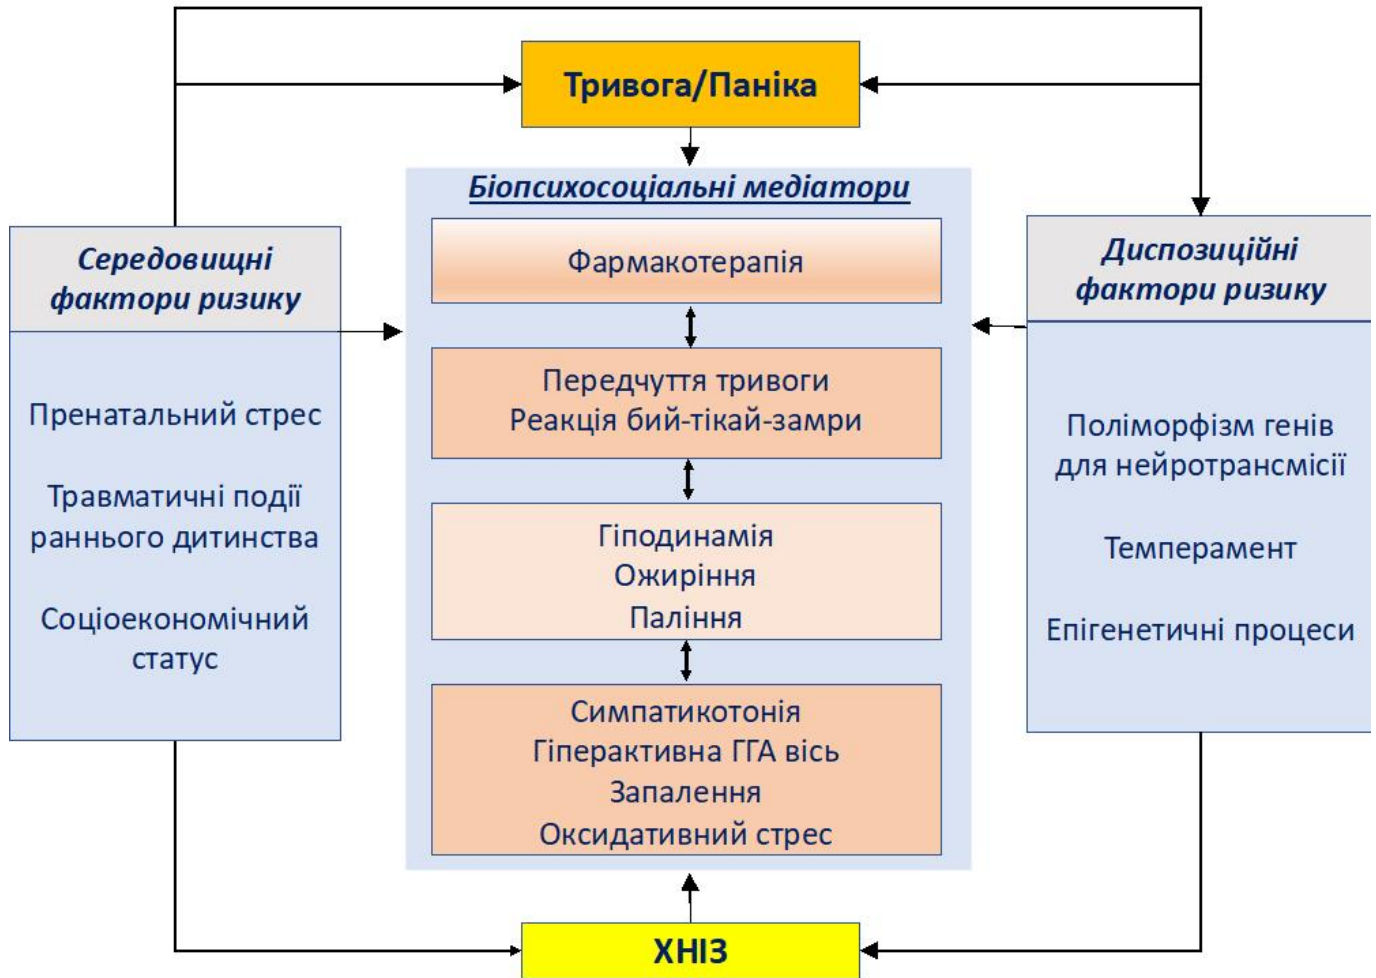 Тривога/Паніка
Біопсихосоціальні медіатори
Фармакотерапія
Передчуття тривоги
Реакція бий-тікай-замри
Гіподинамія
Ожиріння
Паління
Симпатикотонія
Гіперактивна ГГА вісь
Запалення
Оксидативний стрес
Середовищні
фактори ризику
Пренатальний стрес
Травматичні події
раннього дитинства
Соціоекономічний
статус
Диспозиційні
фактори ризику
Поліморфізм генів
для нейротрансмісії
Темперамент
Епігенетичні процеси
ХНІЗ